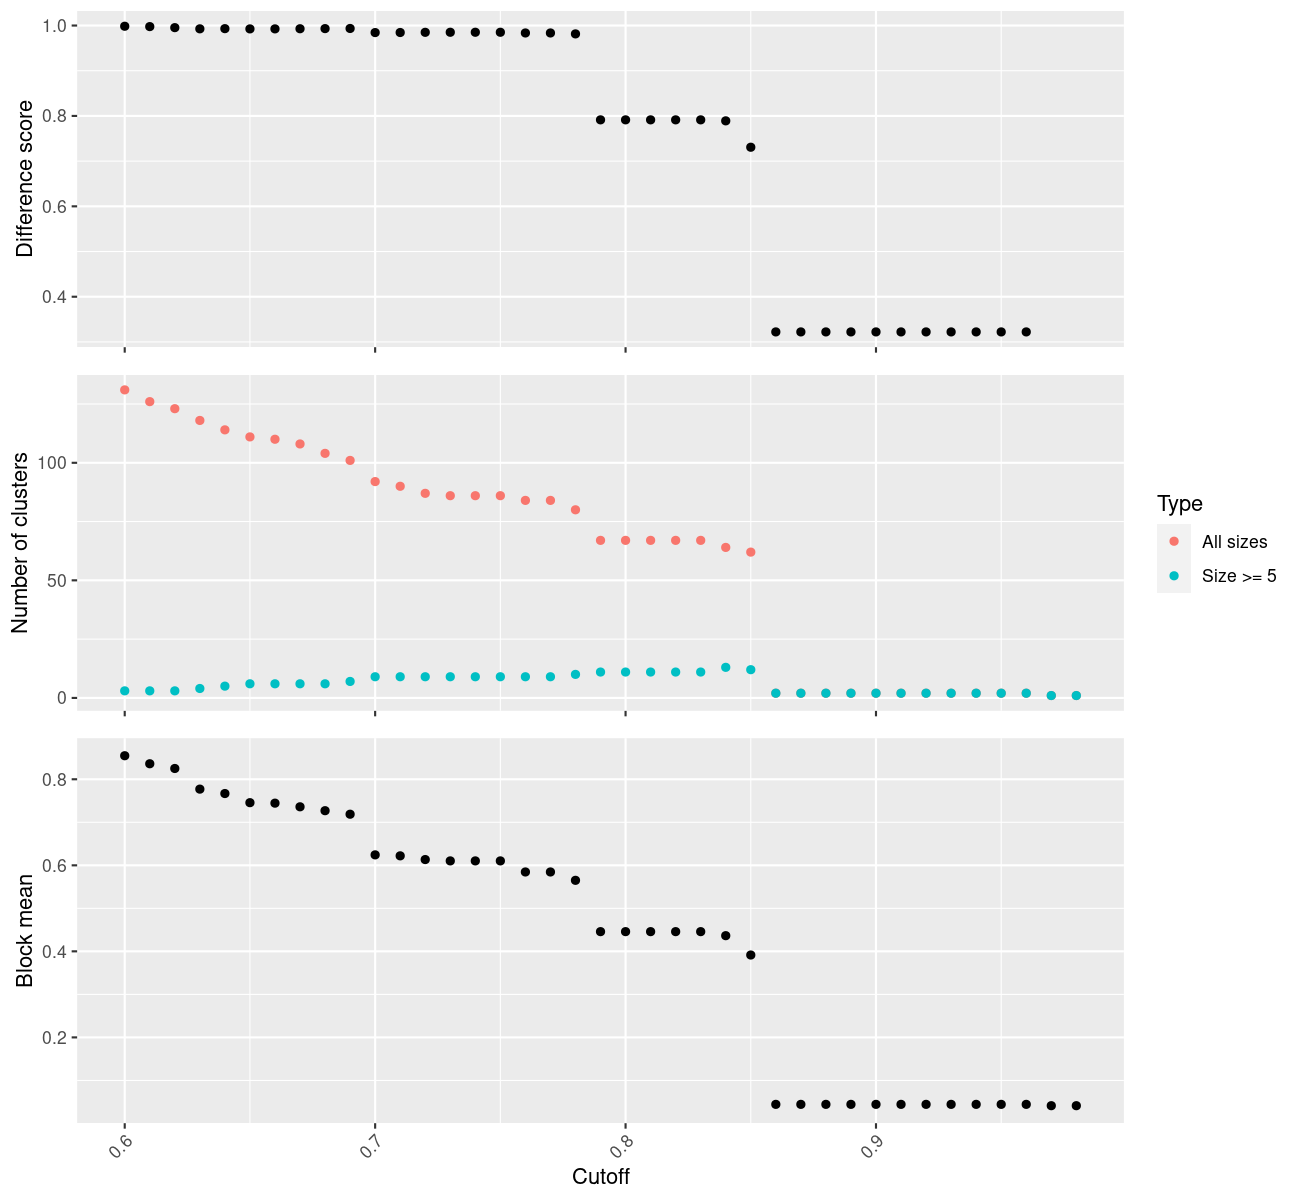 1.0
0.8
0.6
0.4
Difference score
100
50
0
Number of clusters
Type
All sizes
Size >= 5
0.8
0.6
0.4
0.2
Block mean
0.6
0.7
0.8
0.9
Cutoff